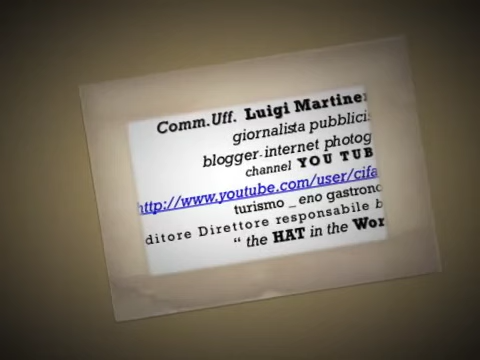 Comm.Uff. Luigi Martine
giornalista pubblici
blogger-internet photog
channel YOU TUB
http://www.youtube.com/user/cifa
turismo _ eno gastrono
ditore Direttore responsabile b
“ the HAT in the Wor